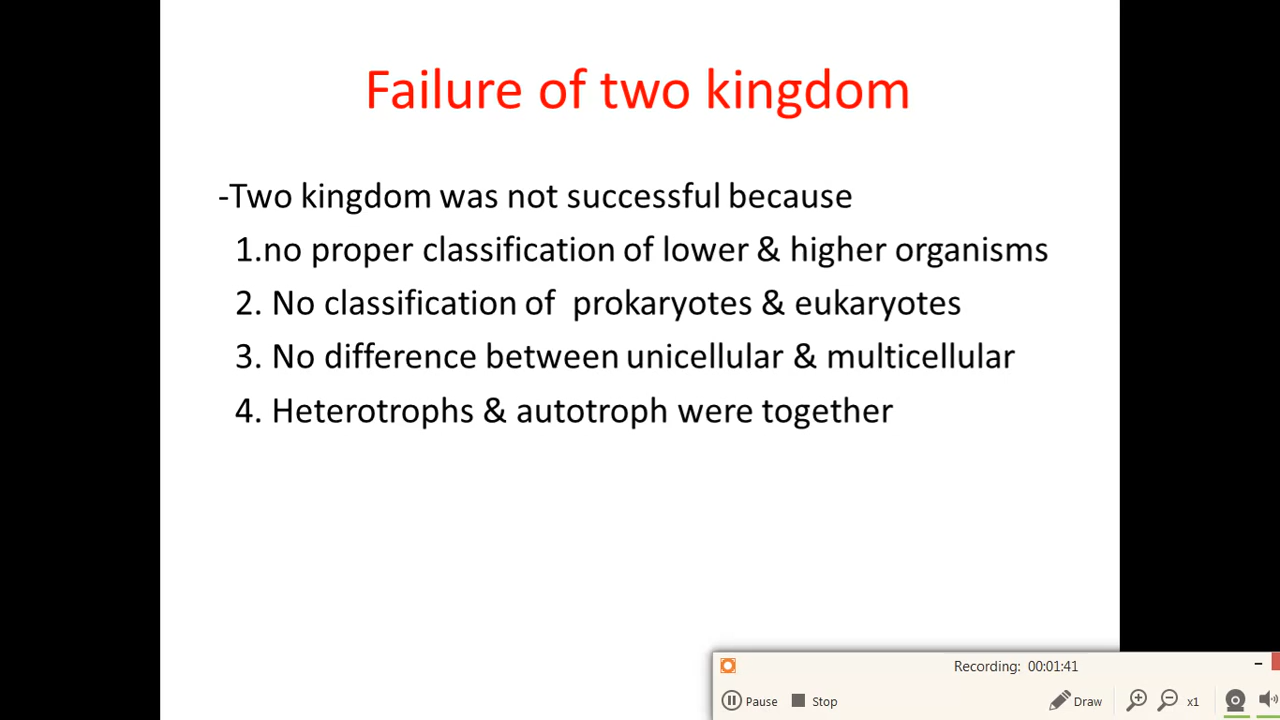 Failure of two kingdom
-Two kingdom was not successful because
1.no proper classification of lower & higher organisms
2. No classification of prokaryotes & eukaryotes
3. No difference between unicellular & multicellular
4. Heterotrophs & autotroph were together
Recording: 00:01:41
Pause Stop Draw x1